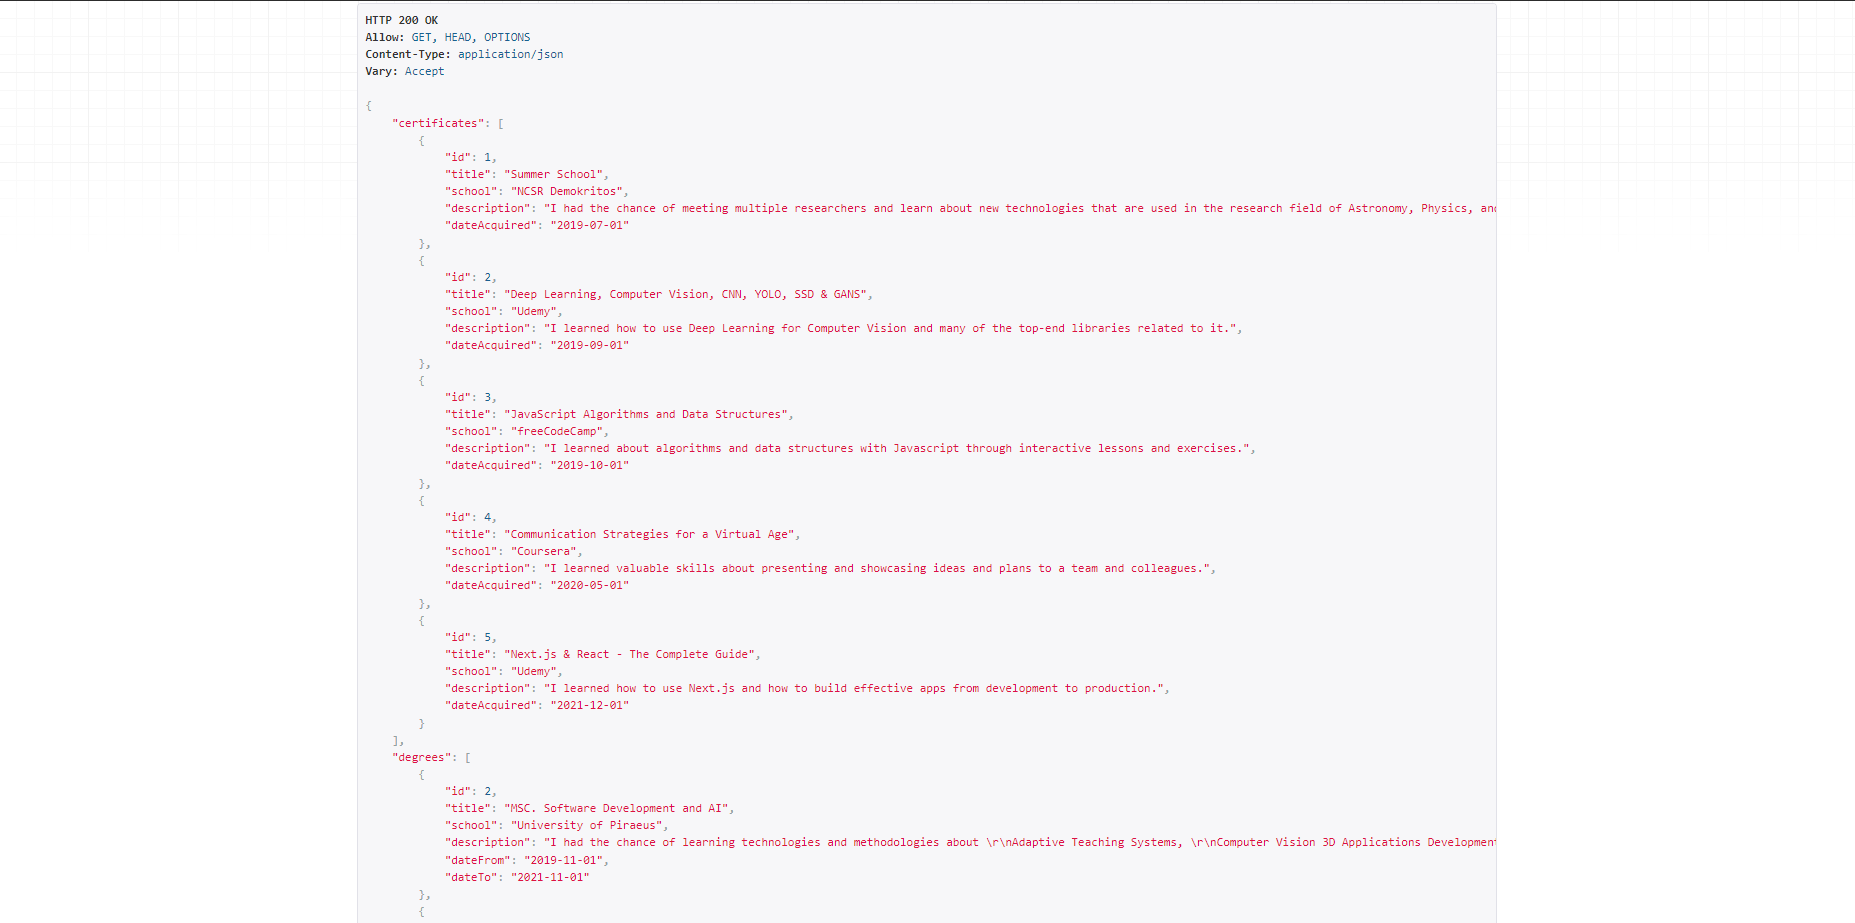 HTTP 200 OK
Allow: GET, HEAD, OPTIONS
Content-Type: application/json
Vary: Accept
{
"certificates": [
{
"id": 1,
"title": "Summer School",
"school": "NCSR Demokritos",
"description": "I had the chance of meeting multiple researchers and learn about new technologies that are used in the research field of Astronomy, Physics, and
"dateAcquired": "2019-07-01"
},
{
"id": 2,
"title": "Deep Learning, Computer Vision, CNN, YOLO, SSD & GANS",
"school": "Udemy",
"description": "I learned how to use Deep Learning for Computer Vision and many of the top-end libraries related to it.",
"dateAcquired": "2019-09-01"
},
{
"id": 3,
"title": "JavaScript Algorithms and Data Structures",
"school": "freeCodeCamp",
"description": "I learned about algorithms and data structures with Javascript through interactive lessons and exercises.",
"dateAcquired": "2019-10-01"
},
{
"id": 4,
"title": "Communication Strategies for a Virtual Age",
"school": "Coursera",
"description": "I learned valuable skills about presenting and showcasing ideas and plans to a team and colleagues.",
"dateAcquired": "2020-05-01"
},
{
"id": 5,
"title": "Next.js & React - The Complete Guide",
"school": "Udemy",
"description": "I learned how to use Next.js and how to build effective apps from development to production.",
"dateAcquired": "2021-12-01"
}
],
"degrees": [
{
"id": 2,
"title": "MSC. Software Development and AI",
"school": "University of Piraeus",
"description": "I had the chance of learning technologies and methodologies about \r\nAdaptive Teaching Systems, \r\nComputer Vision 3D Applications Development
"dateFrom": "2019-11-01",
"dateTo": "2021-11-01"
},
{